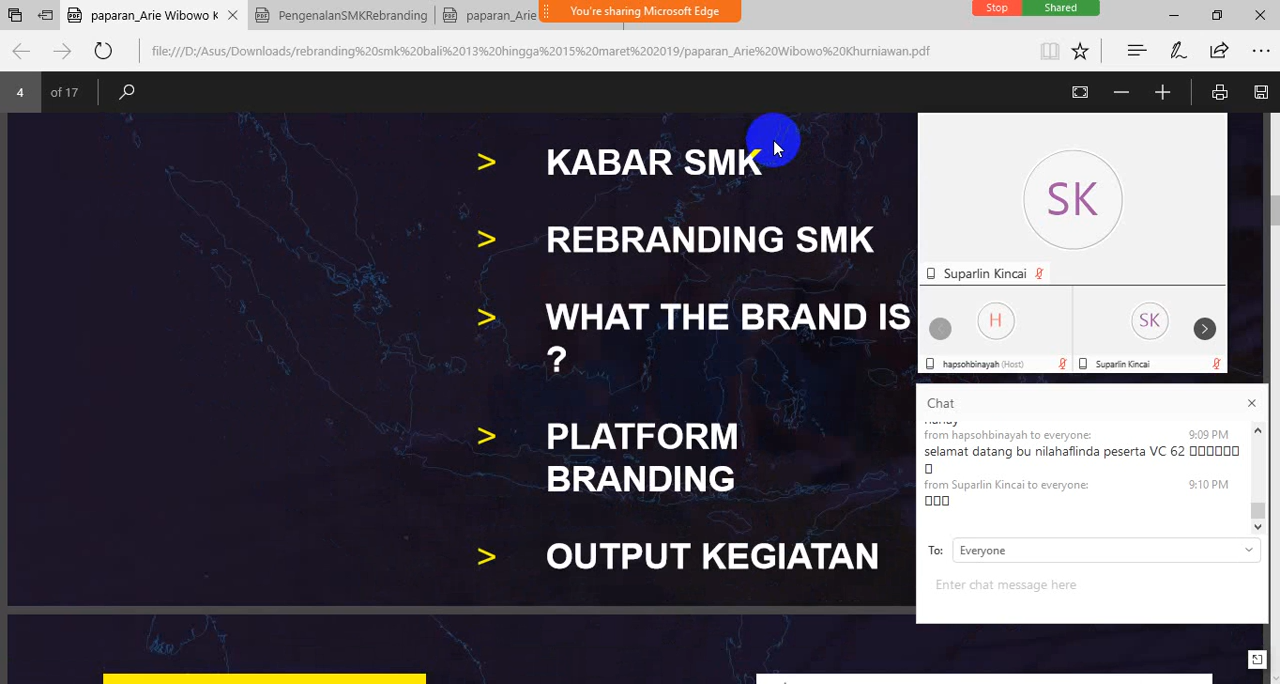 paparan_Arie Wibowo K
PengenalanSMKRebranding
paparan_Arie
You're sharing Microsoft Edge
Stop
Shared
file:///D:/Asus/Downloads/rebranding%20smk%20bali%2013%20hingga%2015%20maret%202019/paparan_Arie%20Wibowo%20Khurniawan.pdf
4 of 17
> KABAR SMK
> REBRANDING SMK
> WHAT THE BRAND IS
?
> PLATFORM
BRANDING
> OUTPUT KEGIATAN
SK
Suparlin Kincai
H
SK
hapsohbinayah (Host)
Suparlin Kincai
Chat
from hapsohbinayah to everyone: 9:09 PM
selamat datang bu nilahaflinda peserta VC 62
from Suparlin Kincai to everyone: 9:10 PM
To: Everyone
Enter chat message here